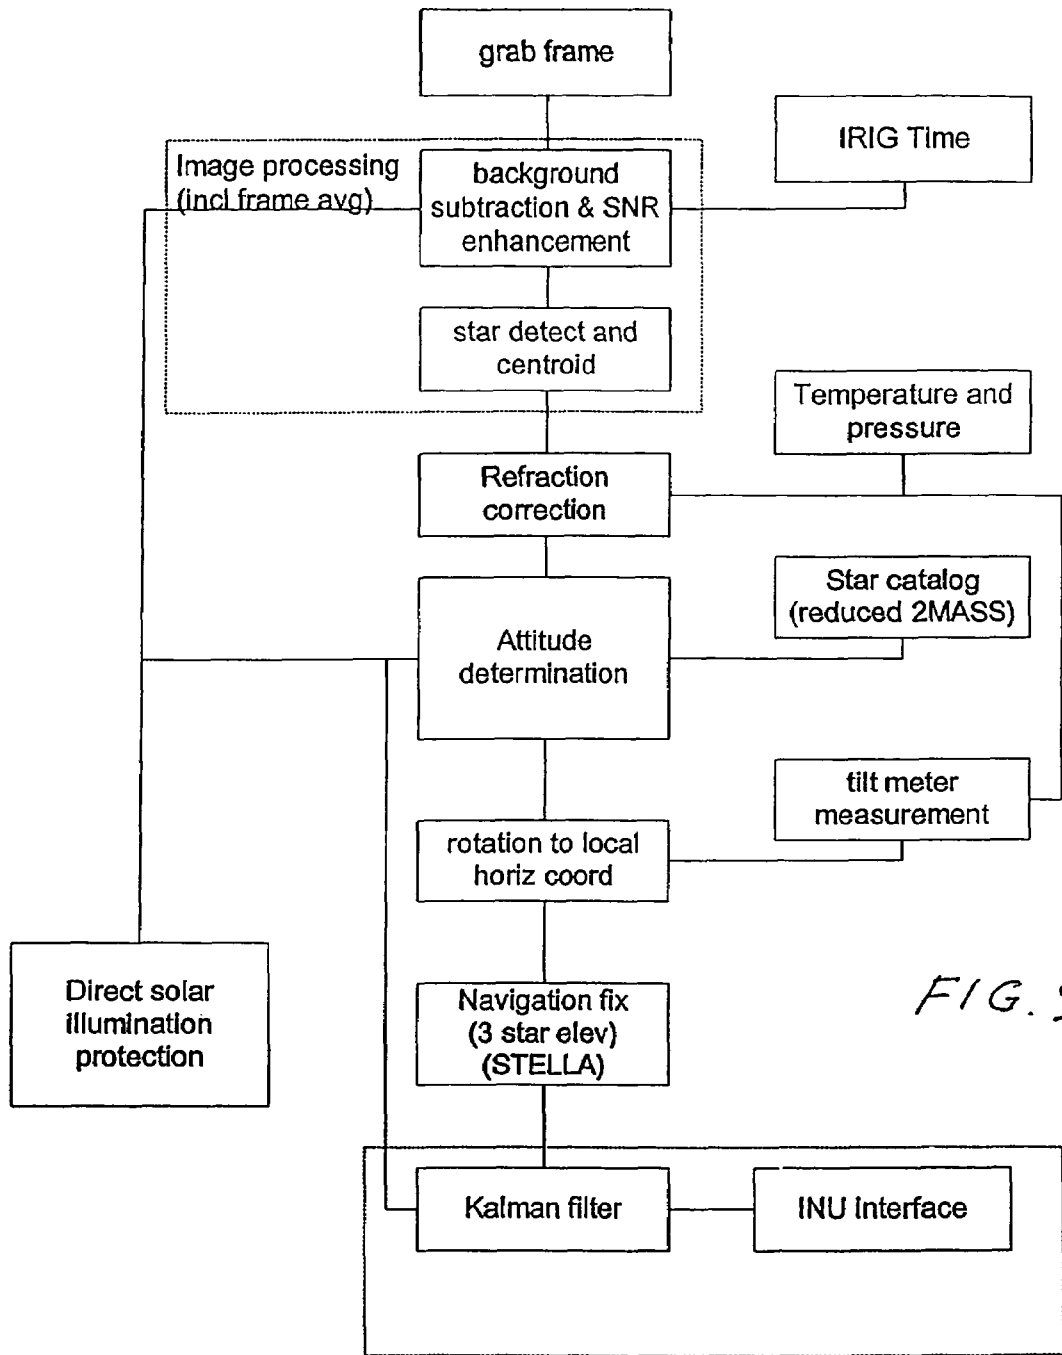 grab frame
IRIG Time
Image processing
(incl frame avg)
background
subtraction & SNR
enhancement
star detect and
centroid
Temperature and
pressure
Refraction
correction
Star catalog
(reduced 2MASS)
Attitude
determination
tilt meter
measurement
rotation to local
horiz coord
Direct solar
illumination
protection
Navigation fix
(3 star elev)
(STELLA)
FIG.
Kalman filter
INU Interface